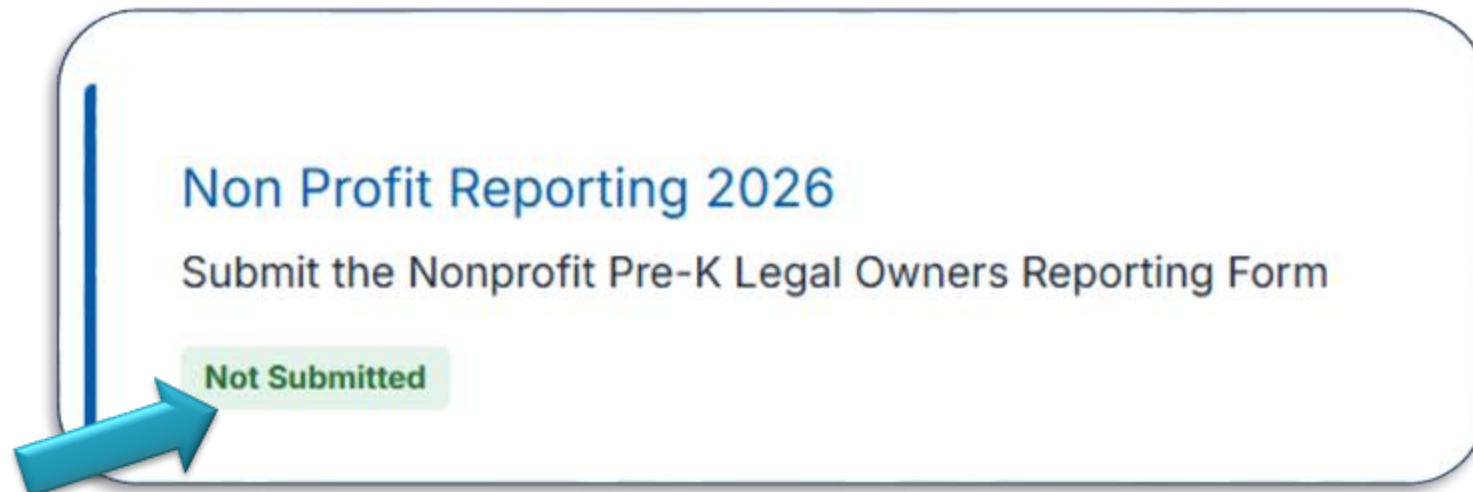 Non Profit Reporting 2026
Submit the Nonprofit Pre-K Legal Owners Reporting Form
Not Submitted